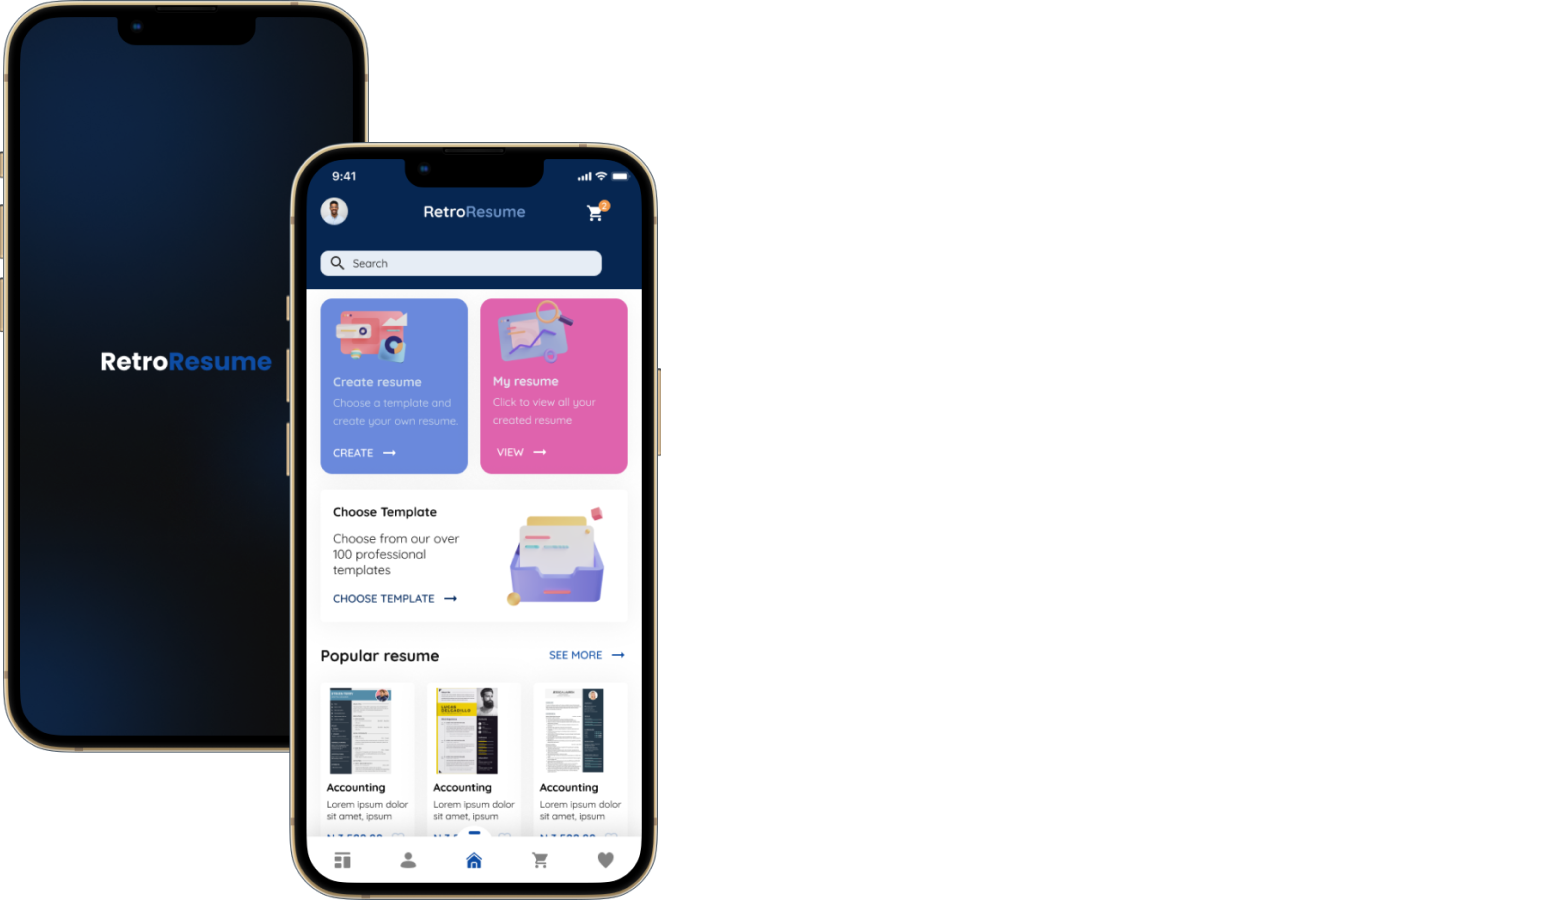 RetroResume
9:41
RetroResume
2
Search
Create resume
Choose a template and
create your own resume.
CREATE
My resume
Click to view all your
created resume
VIEW
Choose Template
Choose from our over
100 professional
templates
CHOOSE TEMPLATE
Popular resume
SEE MORE
Accounting
Lorem ipsum dolor
sit amet, ipsum
Accounting
Lorem ipsum dolor
sit amet, ipsum
Accounting
Lorem ipsum dolor
sit amet, ipsum